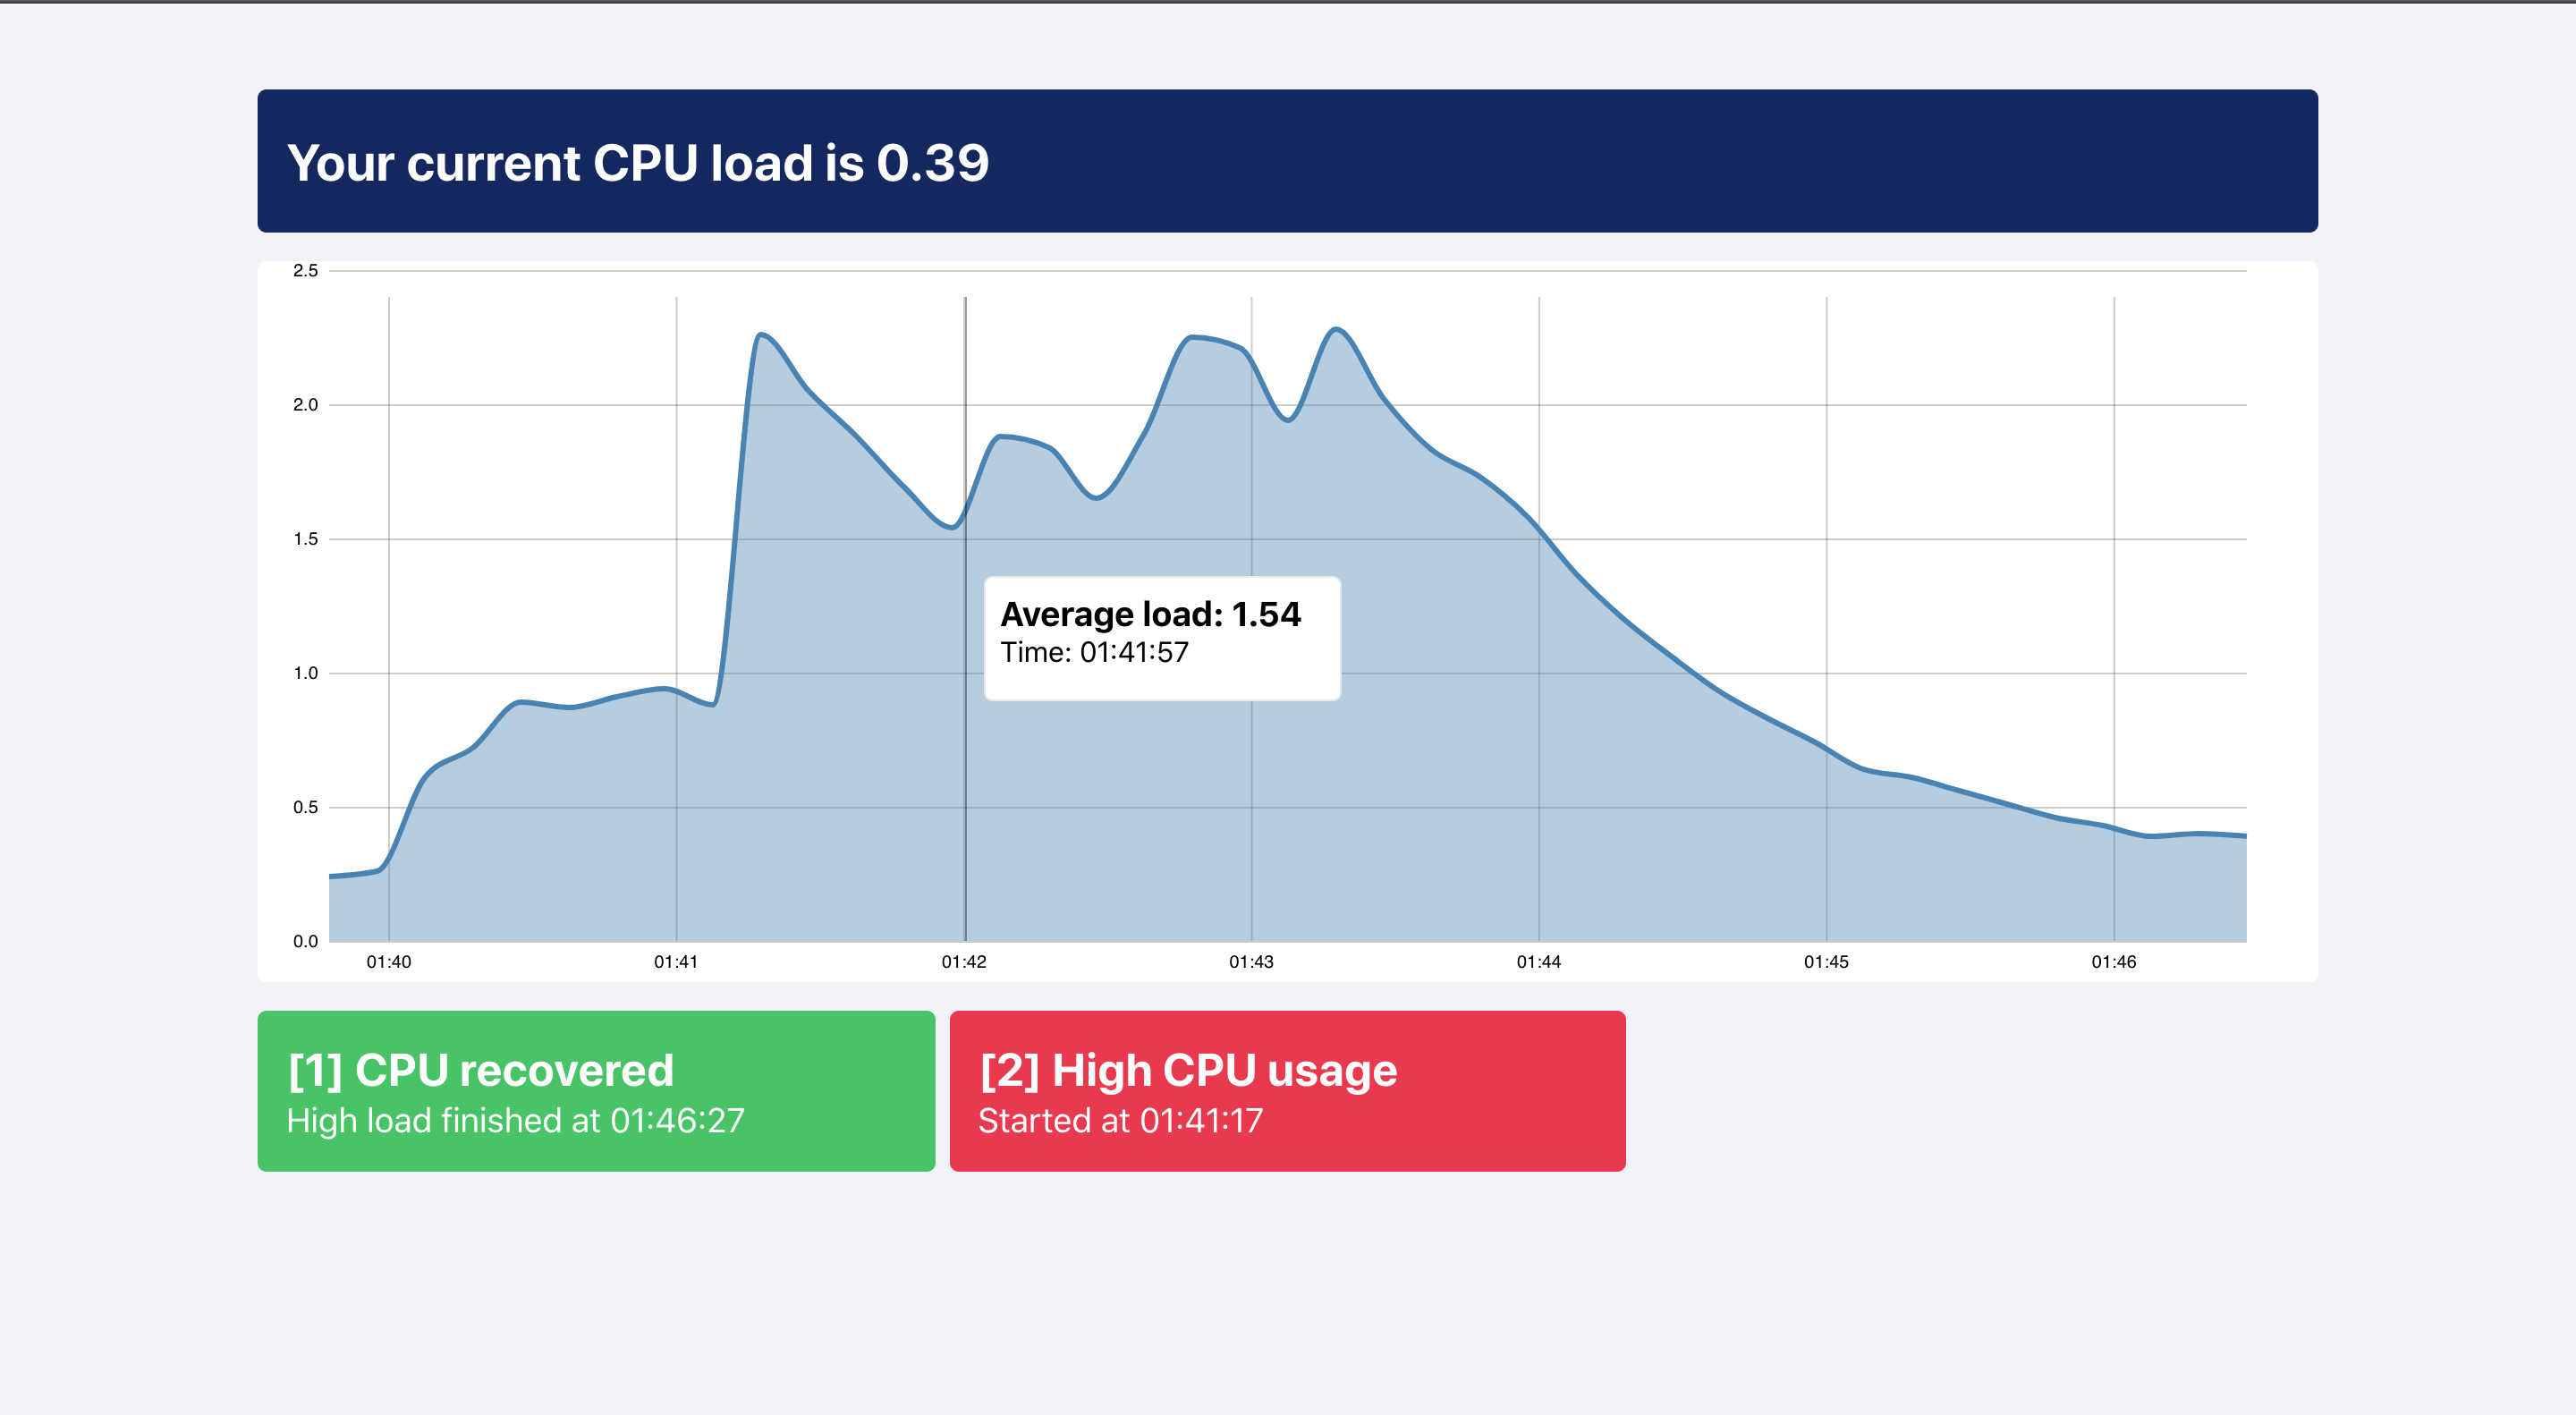 Your current CPU load is 0.39
2.5
2.0
1.5
1.0
0.5
0.0
Average load: 1.54
Time: 01:41:57
01:40 01:41 01:42 01:43 01:44 01:45 01:46
[1] CPU recovered
High load finished at 01:46:27
[2] High CPU usage
Started at 01:41:17